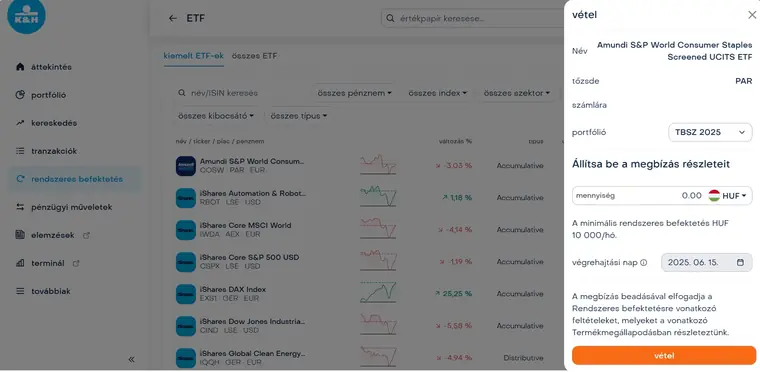 K&H
áttekintés
portfólió
kereskedés
tranzakciók
rendszeres befektetés
pénzügyi műveletek
elemzések
terminál
továbbiak
ETF
értékpapír keresése...
kiemelt ETF-ek összes ETF
név/ISIN keresés
összes pénznem
összes index
összes szektor
összes kibocsátó
összes típus
név / ticker / piac / pénznem
változás %
típus
Amundi S&P World Consum...
COSW PAR EUR
-3,03 %
Accumulative
iShares Automation & Robot...
RBOT LSE USD
1,18 %
Accumulative
iShares Core MSCI World
IWDA AEX EUR
-4,14 %
Accumulative
iShares Core S&P 500 USD
CSPX LSE USD
-1,19 %
Accumulative
iShares DAX Index
EXS1 GER EUR
25,25 %
Accumulative
iShares Dow Jones Industria...
CIND LSE USD
-5,58 %
Accumulative
iShares Global Clean Energy...
IQQH GER EUR
-4,94 %
Distributive
vétel
Név
Amundi S&P World Consumer Staples
Screened UCITS ETF
tőzsde PAR
számlára
portfólió TBSZ 2025
Állítsa be a megbízás részleteit
mennyiség 0.00 HUF
A minimális rendszeres befektetés HUF
10 000/hó.
végrehajtási nap 2025. 06. 15.
A megbízás beadásával elfogadja a
Rendszeres befektetésre vonatkozó
feltételeket, melyeket a vonatkozó
Termékmegállapodásban részleteztünk.
vétel